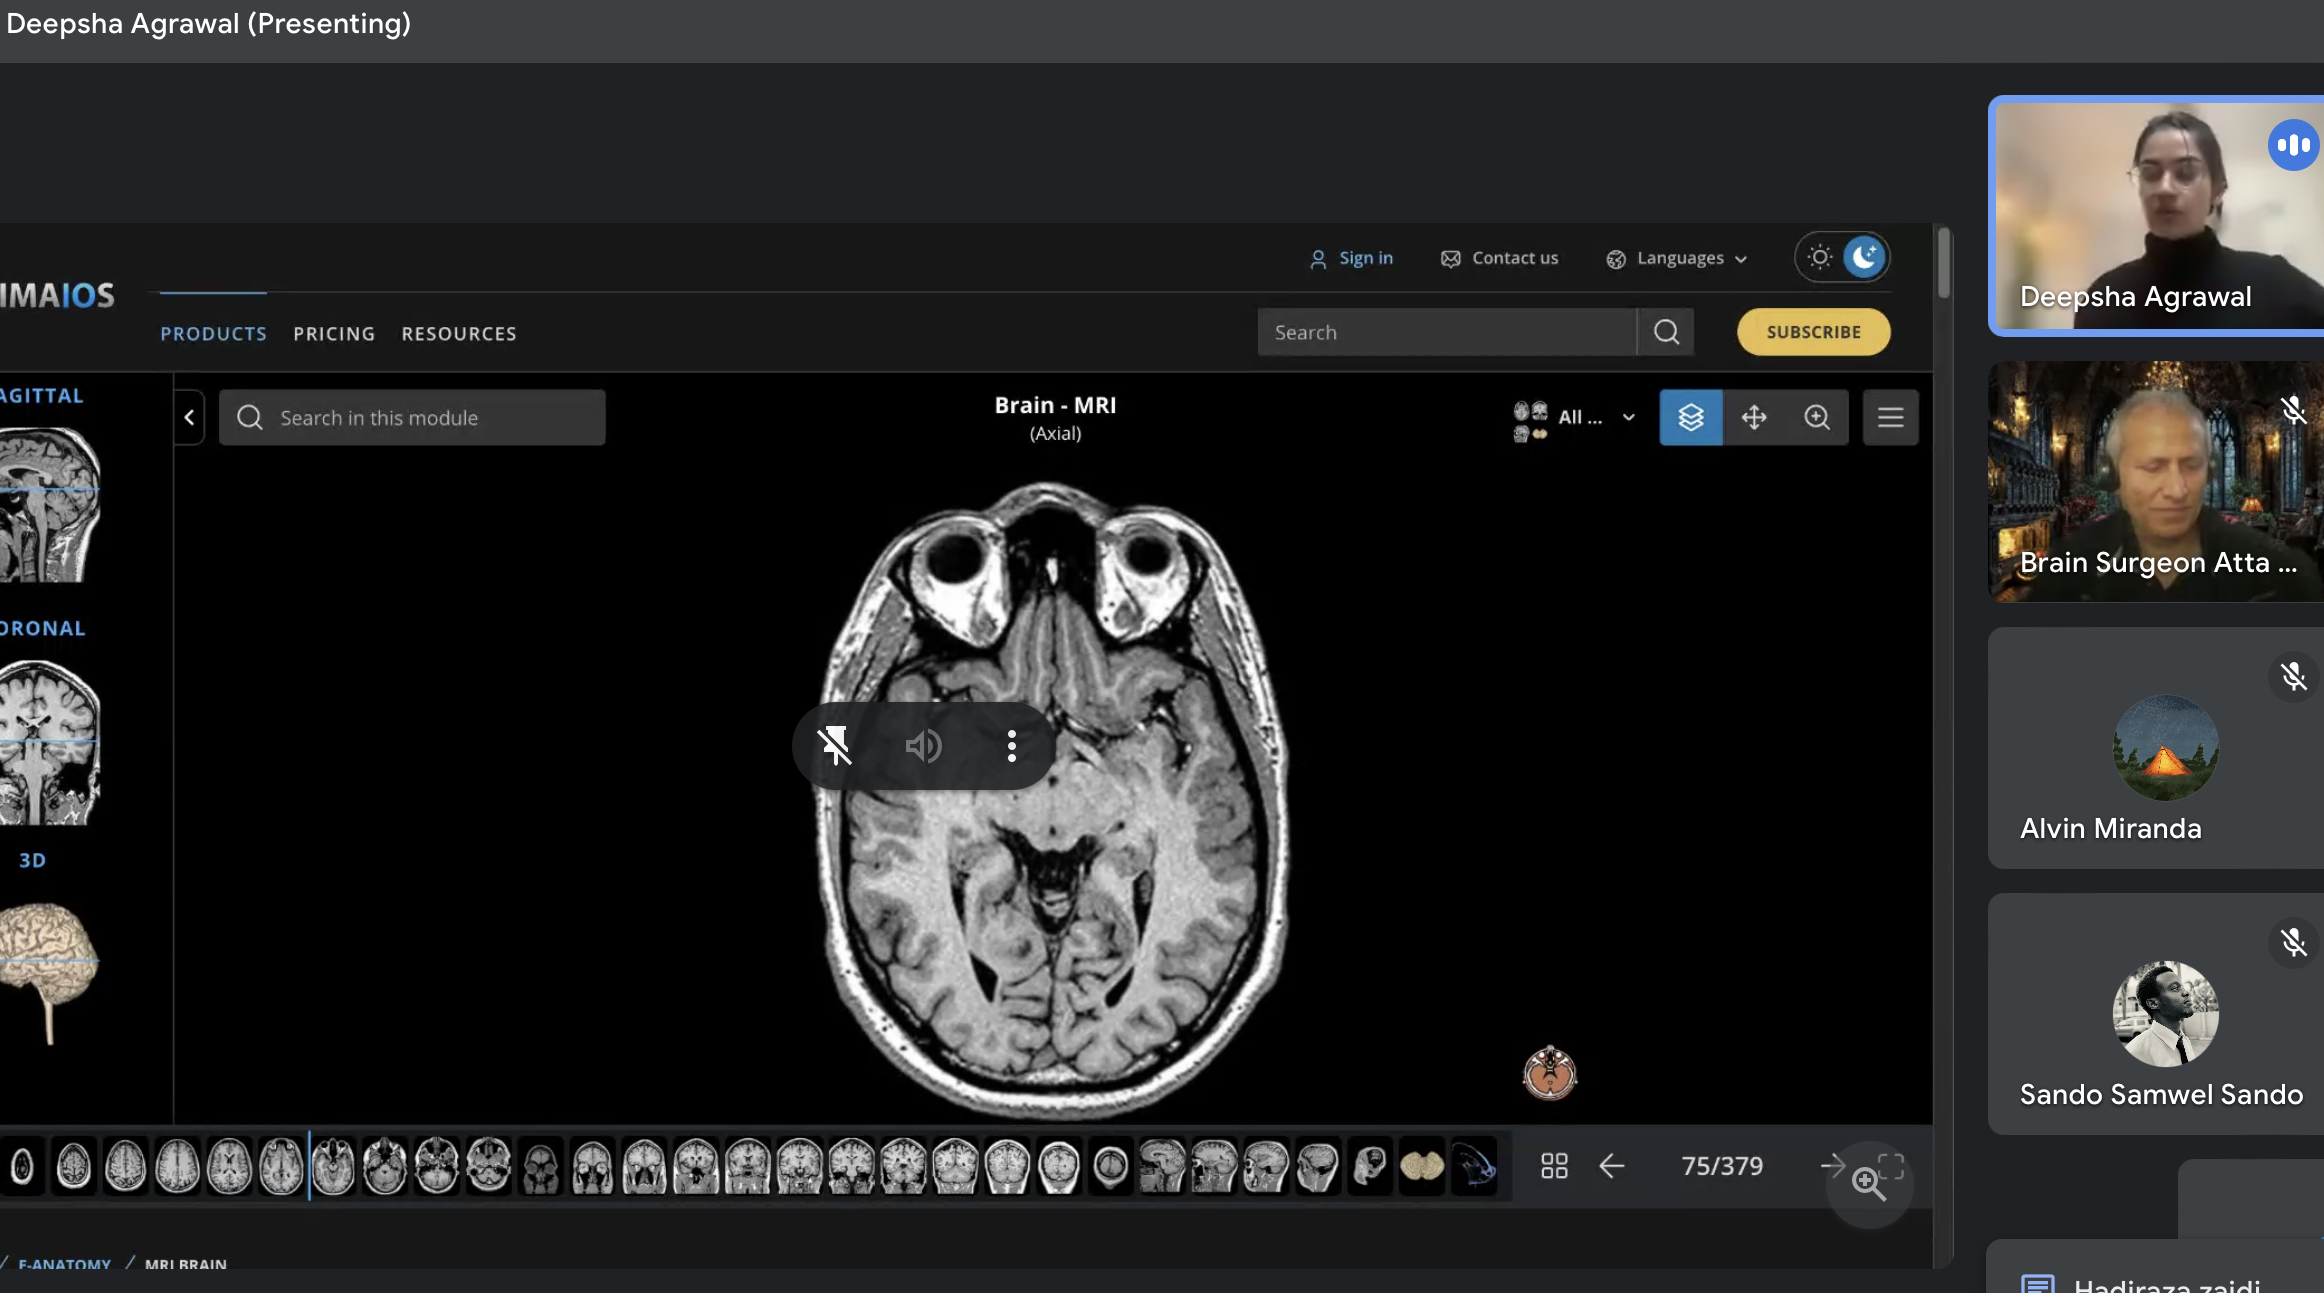 Deepsha Agrawal (Presenting)
Sign in
Contact us
Languages
IMAIOS
PRODUCTS
PRICING
RESOURCES
Search
SUBSCRIBE
AGITTAL
Search in this module
Brain - MRI
(Axial)
All ...
ORONAL
3D
75/379
/ E-ANATOMY / MRI BRAIN
Deepsha Agrawal
Brain Surgeon Atta ...
Alvin Miranda
Sando Samwel Sando
Hadiraza zaidi